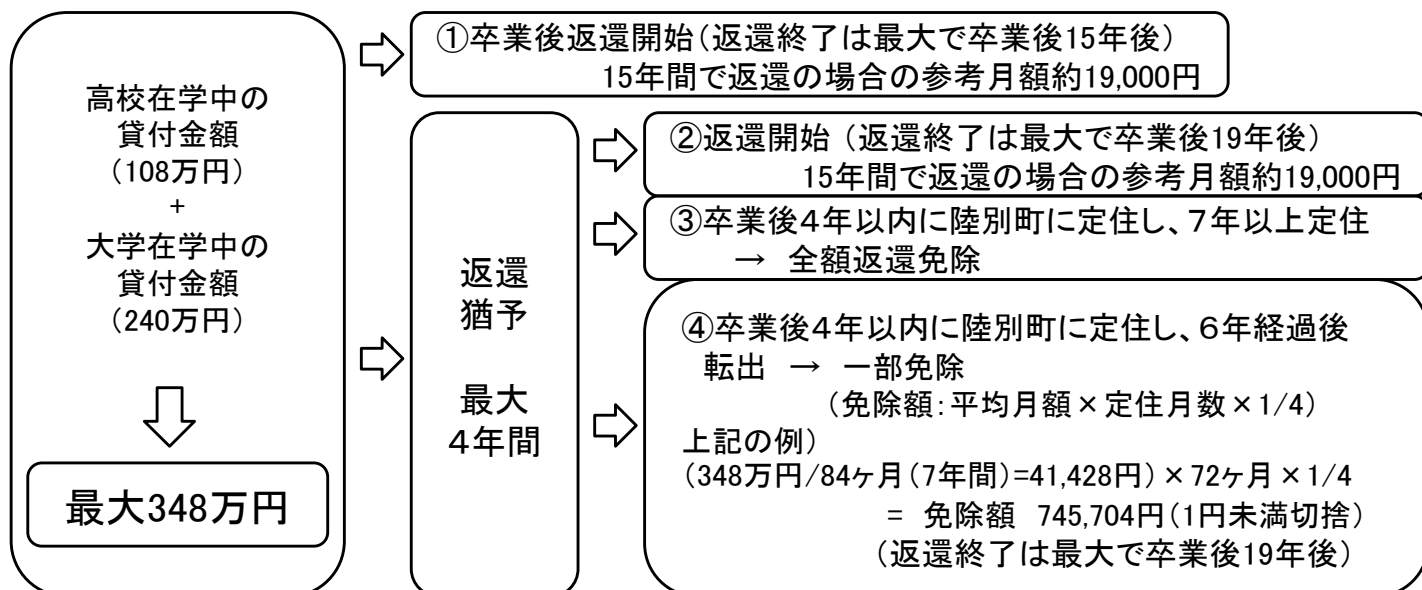 高校在学中の
貸付金額
（108万円）
+
大学在学中の
貸付金額
（240万円）
最大348万円
①卒業後返還開始（返還終了は最大で卒業後15年後）
15年間で返還の場合の参考月額約19,000円
返還
猶予
最大
４年間
②返還開始（返還終了は最大で卒業後19年後）
15年間で返還の場合の参考月額約19,000円
③卒業後４年以内に陸別町に定住し、７年以上定住
→ 全額返還免除
④卒業後４年以内に陸別町に定住し、６年経過後
転出 → 一部免除
（免除額：平均月額×定住月数×1/4）
上記の例）
(348万円/84ヶ月(7年間)=41,428円)×72ヶ月×1/4
= 免除額 745,704円(1円未満切捨)
（返還終了は最大で卒業後19年後）